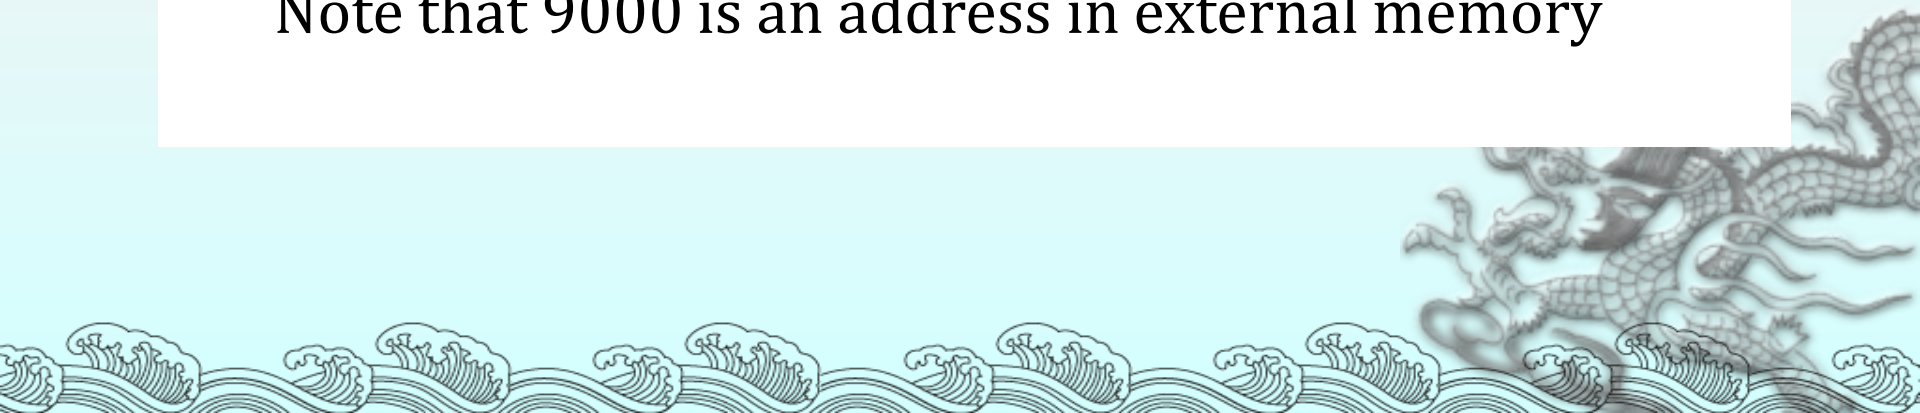 Note that 9000 is an address in external memory